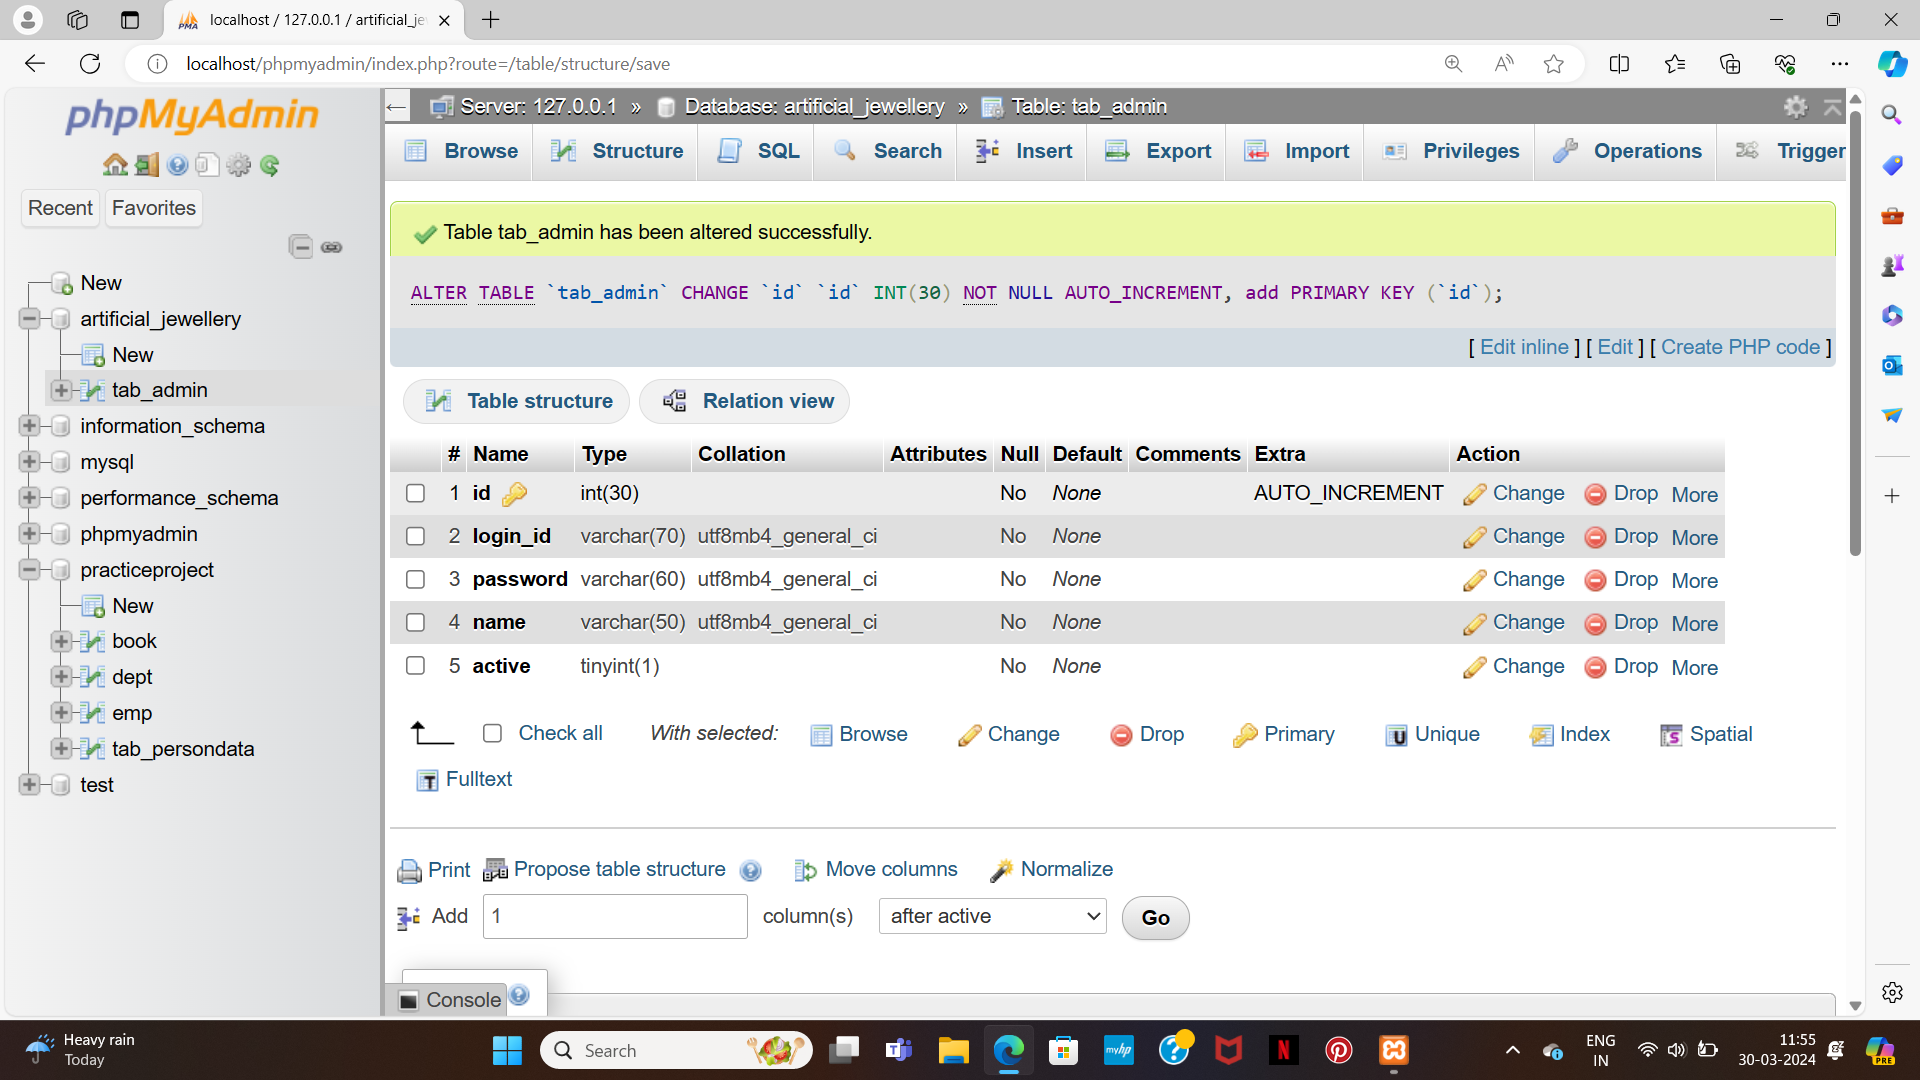 localhost / 127.0.0.1 / artificial_je
localhost/phpmyadmin/index.php?route=/table/structure/save
phpMyAdmin
Recent
Favorites
New
artificial_jewellery
New
tab_admin
information_schema
mysql
performance_schema
phpmyadmin
practiceproject
New
book
dept
emp
tab_persondata
test
Server: 127.0.0.1 » Database: artificial_jewellery » Table: tab_admin
Browse Structure SQL Search Insert Export Import Privileges Operations Trigger
Table tab_admin has been altered successfully.
ALTER TABLE `tab_admin` CHANGE `id` `id` INT(30) NOT NULL AUTO_INCREMENT, add PRIMARY KEY (`id`);
[ Edit inline ] [ Edit ] [ Create PHP code ]
Table structure Relation view
# Name Type Collation Attributes Null Default Comments Extra Action
1 id int(30) No None AUTO_INCREMENT Change Drop More
2 login_id varchar(70) utf8mb4_general_ci No None Change Drop More
3 password varchar(60) utf8mb4_general_ci No None Change Drop More
4 name varchar(50) utf8mb4_general_ci No None Change Drop More
5 active tinyint(1) No None Change Drop More
Check all With selected: Browse Change Drop Primary Unique Index Spatial
Fulltext
Print Propose table structure Move columns Normalize
Add 1 column(s) after active Go
Console
Heavy rain
Today
Search
ENG
IN
11:55
30-03-2024